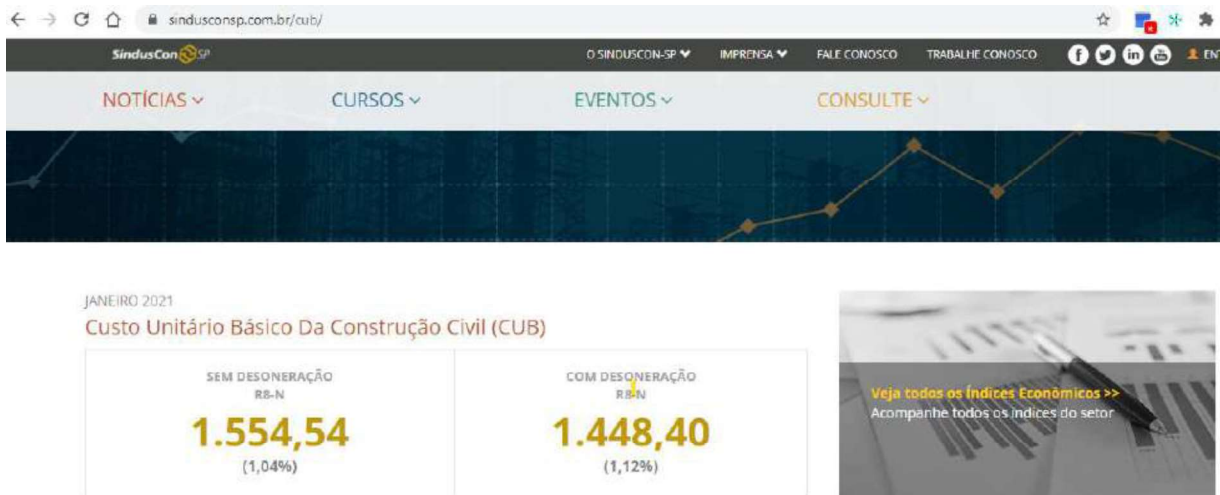 sindusconsp.com.br/cub/
SindusCon SP
O SINDUSCON-SP
IMPRENSA
FALE CONOSCO
TRABALHE CONOSCO
NOTÍCIAS
CURSOS
EVENTOS
CONSULTE
JANEIRO 2021
Custo Unitário Básico Da Construção Civil (CUB)
SEM DESONERAÇÃO
R8-N
1.554,54
(1,04%)
COM DESONERAÇÃO
R8-N
1.448,40
(1,12%)
Veja todos os Índices Econômicos >>
Acompanhe todos os índices do setor